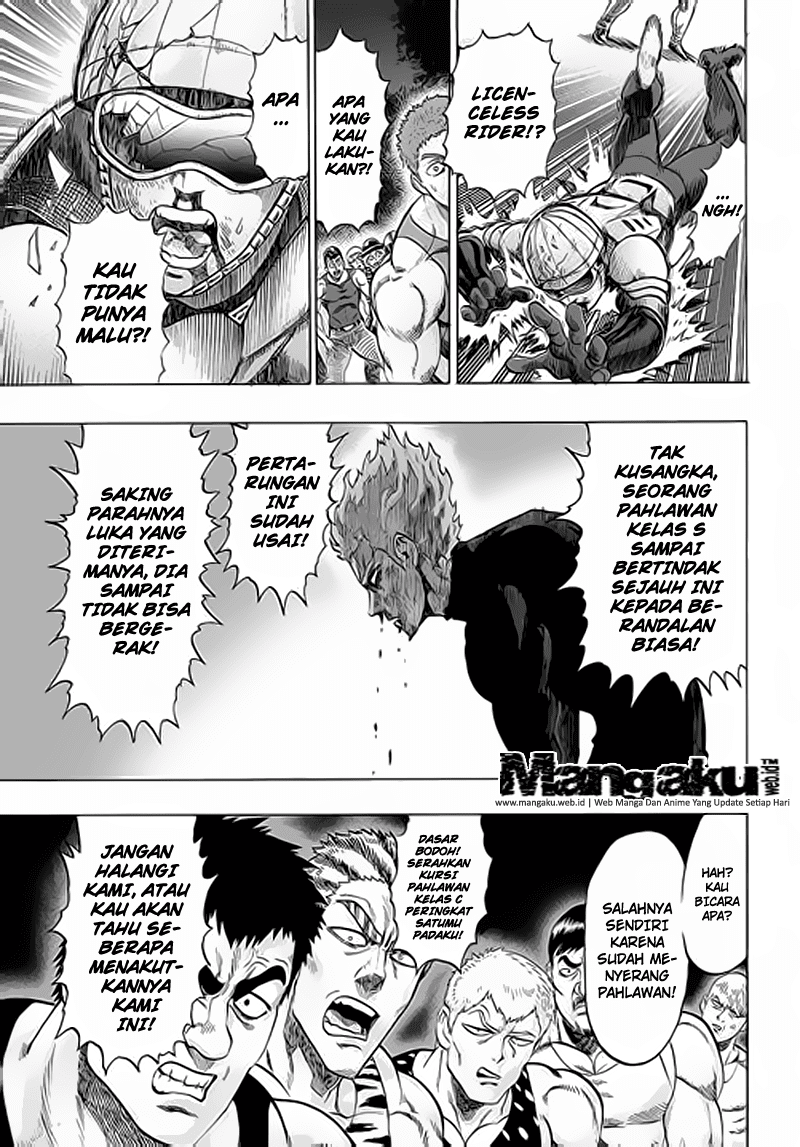 LICEN-
CELESS
RIDER!?
...
NGH!
APA
YANG
KAU
LAKU-
KAN?!
APA
...
KAU
TIDAK
PUNYA
MALU?!
TAK
KUSANGKA,
SEORANG
PAHLAWAN
KELAS S
SAMPAI
BERTINDAK
SEJAUH INI
KEPADA BE-
RANDALAN
BIASA!
PERTA-
RUNGAN
INI
SUDAH
USAI!
SAKING
PARAHNYA
LUKA YANG
DITERI-
MANYA, DIA
SAMPAI
TIDAK BISA
BERGE-
RAK!
Mangaku
web.id™
www.mangaku.web.id | Web Manga Dan Anime Yang Update Setiap Hari
HAH?
KAU
BICARA
APA?
SALAHNYA
SENDIRI
KARENA
SUDAH ME-
NYERANG
PAHLAWAN!
DASAR
BODOH!
SERAHKAN
KURSI
PAHLAWAN
KELAS C
PERINGKAT
SATUMU
PADAKU!
JANGAN
HALANGI
KAMI, ATAU
KAU AKAN
TAHU SE-
BERAPA
MENAKUT-
KANNYA
KAMI
INI!